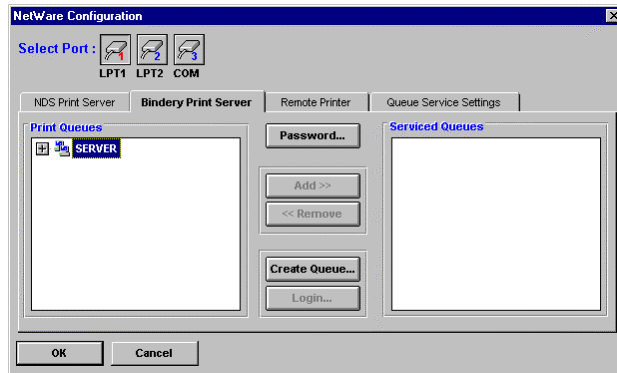 NetWare Configuration
Select Port :
1 2 3
LPT1 LPT2 COM
NDS Print Server Bindery Print Server Remote Printer Queue Service Settings
Print Queues
SERVER
Password...
Add >>
<< Remove
Create Queue...
Login...
Serviced Queues
OK Cancel